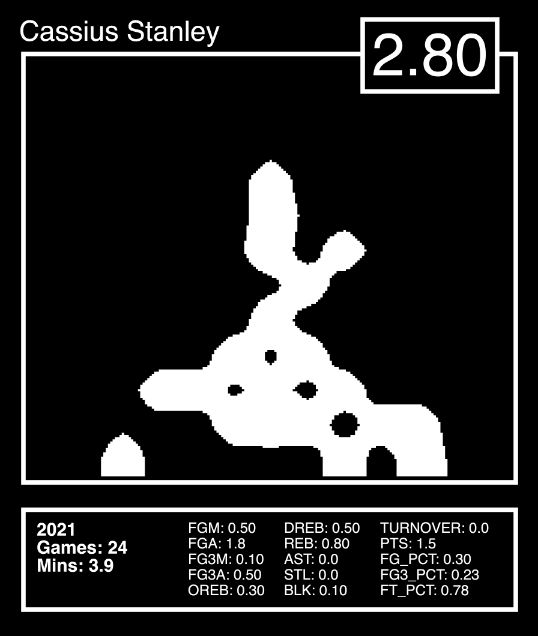 Cassius Stanley
2.80
2021
Games: 24
Mins: 3.9
FGM: 0.50
FGA: 1.8
FG3M: 0.10
FG3A: 0.50
OREB: 0.30
DREB: 0.50
REB: 0.80
AST: 0.0
STL: 0.0
BLK: 0.10
TURNOVER: 0.0
PTS: 1.5
FG_PCT: 0.30
FG3_PCT: 0.23
FT_PCT: 0.78